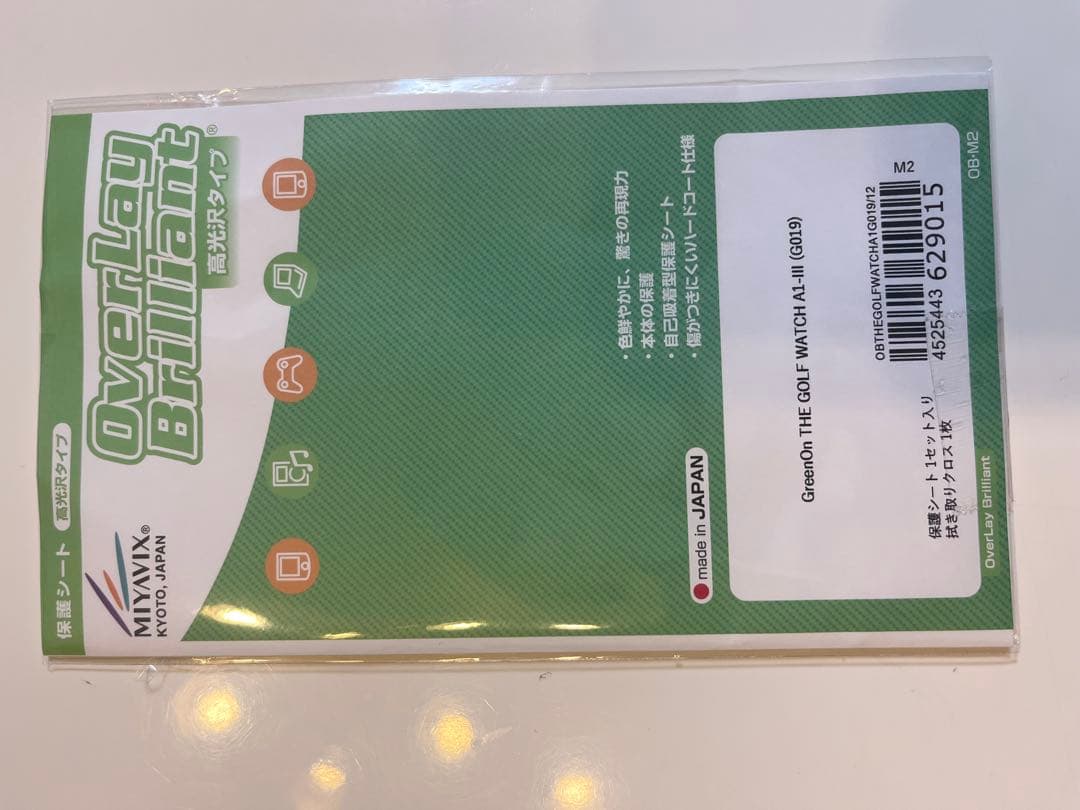 保護シート 高光沢タイプ
MIYAVIX®
KYOTO, JAPAN
OverLay
Brilliant®
高光沢タイプ
・色鮮やかに、驚きの再現力
・本体の保護
・自己吸着型保護シート
・傷がつきにくいハードコート仕様
made in JAPAN
GreenOn THE GOLF WATCH A1-III (G019)
M2
OBTHEGOLFWATCHA1G019/12
4525443 629015
保護シート 1セット入り
拭き取りクロス 1枚
OverLay Brilliant
OB-M2